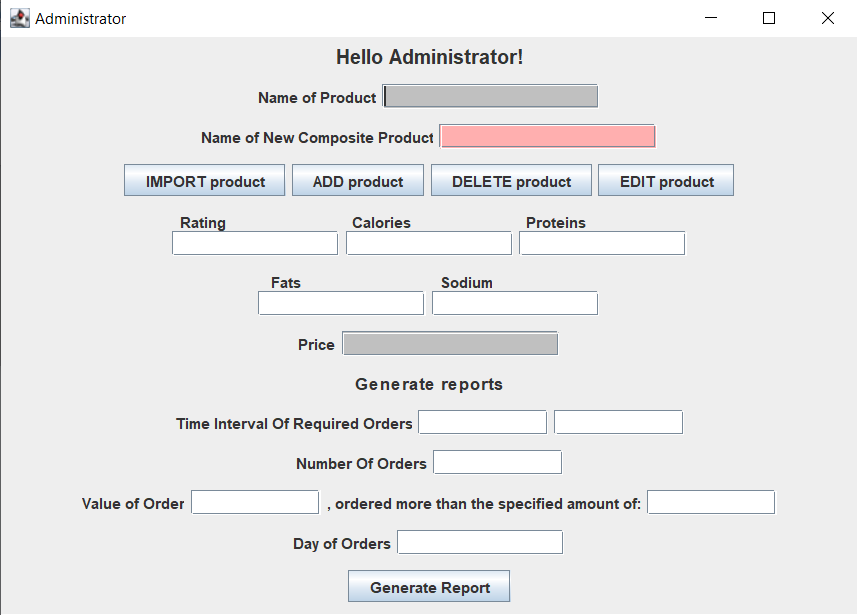 Administrator
Hello Administrator!
Name of Product
Name of New Composite Product
IMPORT product ADD product DELETE product EDIT product
Rating Calories Proteins
Fats Sodium
Price
Generate reports
Time Interval Of Required Orders
Number Of Orders
Value of Order , ordered more than the specified amount of:
Day of Orders
Generate Report